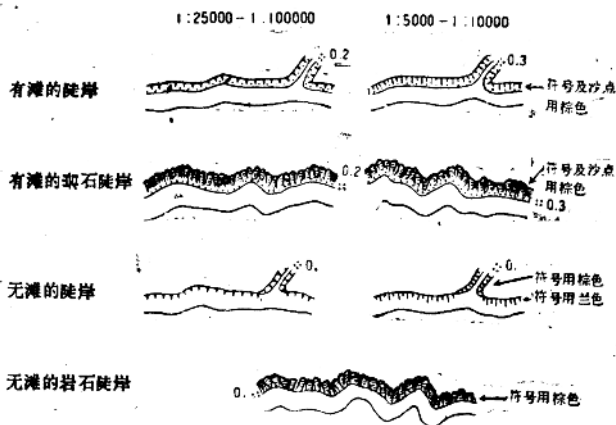 1:25000-1:100000
1:5000-1:10000
0.2
0.3
有滩的陡岸
符号及沙点
用棕色
有滩的岩石陡岸
0.2
符号及沙点
用棕色
0.3
无滩的陡岸
0.
0.
符号用棕色
符号用兰色
无滩的岩石陡岸
0.
符号用棕色